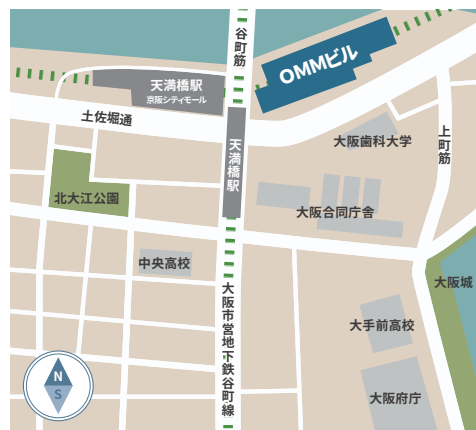 谷町筋
OMMビル
天満橋駅
京阪シティモール
土佐堀通
天満橋駅
大阪歯科大学
上町筋
北大江公園
大阪合同庁舎
中央高校
大阪城
大阪市営地下鉄谷町線
大手前高校
N
S
大阪府庁